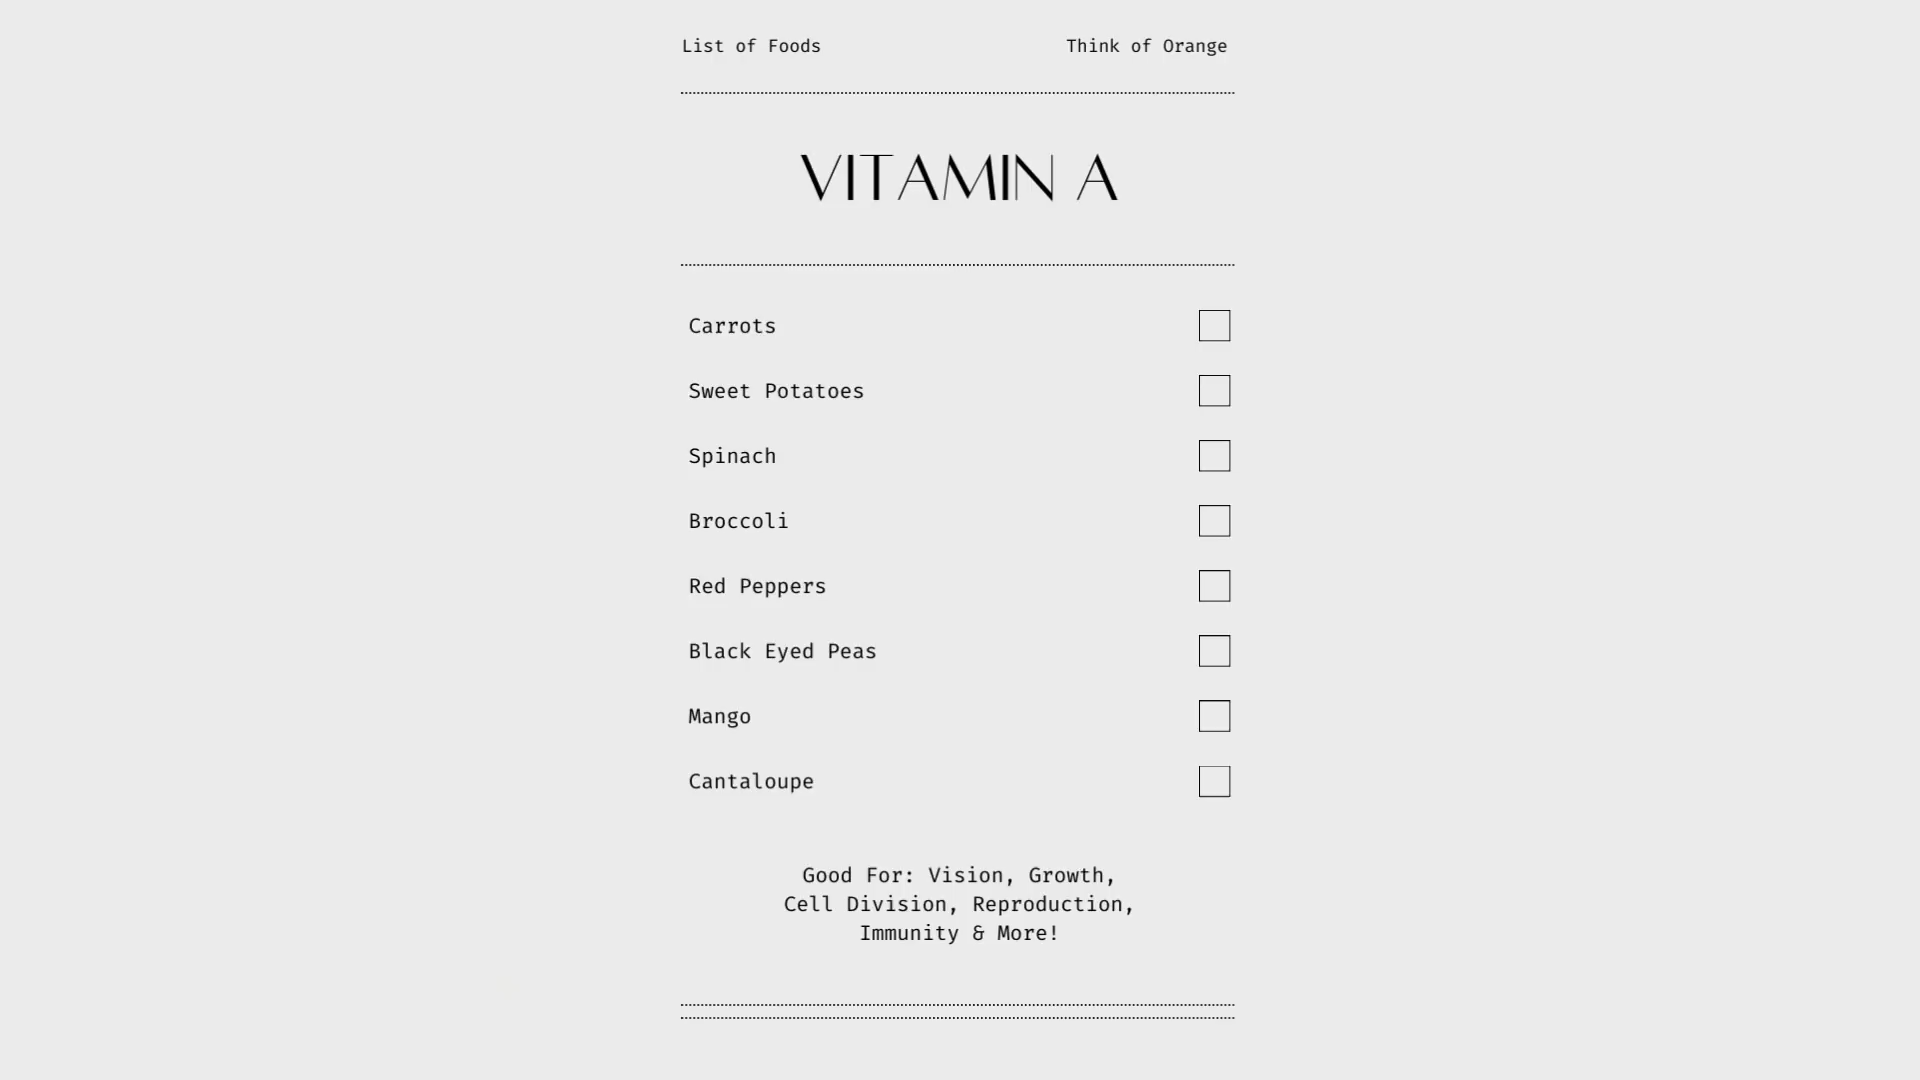 List of Foods
Think of Orange
VITAMIN A
Carrots
Sweet Potatoes
Spinach
Broccoli
Red Peppers
Black Eyed Peas
Mango
Cantaloupe
Good For: Vision, Growth,
Cell Division, Reproduction,
Immunity & More!